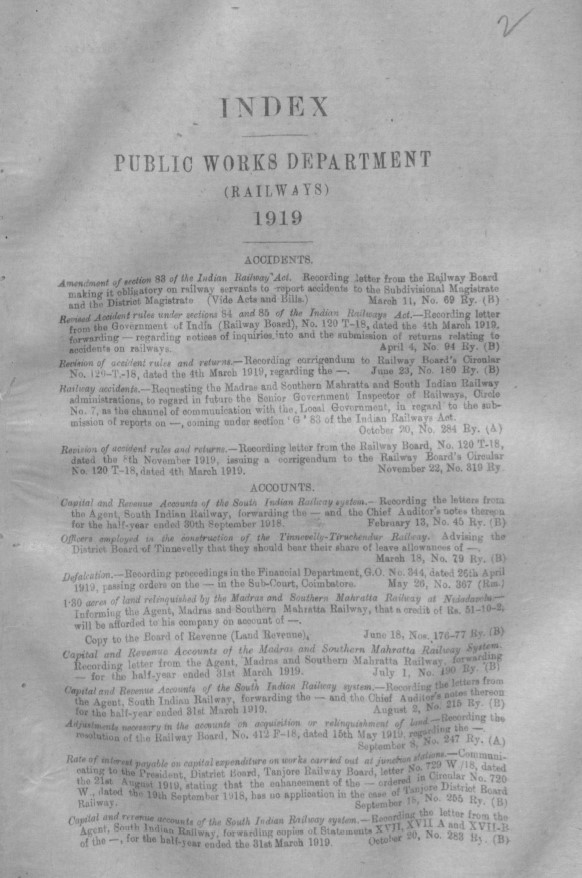 2
INDEX
PUBLIC WORKS DEPARTMENT
(RAILWAYS)
1919
ACCIDENTS.
Amendment of section 83 of the Indian Railway Act. Recording letter from the Railway Board
making it obligatory on railway servants to report accidents to the Subdivisional Magistrate
and the District Magistrate (Vide Acts and Bills.) March 11, No. 69 Ry. (B)
Revised Accident rules under sections 84 and 85 of the Indian Railways Act.—Recording letter
from the Government of India (Railway Board), No. 120 T-18, dated the 4th March 1919,
forwarding — regarding notices of inquiries into and the submission of returns relating to
accidents on railways. April 4, No. 94 Ry. (B)
Revision of accident rules and returns.—Recording corrigendum to Railway Board's Circular
No. 120-T.-18, dated the 4th March 1919, regarding the —. June 23, No. 180 Ry. (B)
Railway accidents.—Requesting the Madras and Southern Mahratta and South Indian Railway
administrations, to regard in future the Senior Government Inspector of Railways, Circle
No. 7, as the channel of communication with the Local Government, in regard to the sub-
mission of reports on —, coming under section 'G' 83 of the Indian Railways Act.
October 20, No. 284 Ry. (A)
Revision of accident rules and returns.—Recording letter from the Railway Board, No. 120 T-18,
dated the 8th November 1919, issuing a corrigendum to the Railway Board's Circular
No. 120 T-18, dated 4th March 1919. November 22, No. 319 Ry.
ACCOUNTS.
Capital and Revenue Accounts of the South Indian Railway system.—Recording the letters from
the Agent, South Indian Railway, forwarding the — and the Chief Auditor's notes thereon
for the half-year ended 30th September 1918. February 13, No. 45 Ry. (B)
Officers employed in the construction of the Tinnevelly-Tiruchendur Railway. Advising the
District Board of Tinnevelly that they should bear their share of leave allowances of —.
March 18, No. 79 Ry. (B)
Defalcation.—Recording proceedings in the Financial Department, G.O. No. 344, dated 26th April
1919, passing orders on the — in the Sub-Court, Coimbatore. May 20, No. 367 (Rm.)
1·80 acres of land relinquished by the Madras and Southern Mahratta Railway at
Informing the Agent, Madras and Southern Mahratta Railway, that a credit of Rs. 51-10-2,
will be afforded to his company on account of —.
Copy to the Board of Revenue (Land Revenue), June 18, Nos. 176-77 Ry. (B)
Capital and Revenue Accounts of the Madras and Southern Mahratta Railway System.
Recording letter from the Agent, Madras and Southern Mahratta Railway, forwarding
— for the half-year ended 31st March 1919. July 1, No. 190 Ry. (B)
Capital and Revenue Accounts of the South Indian Railway system.—Recording the letters from
the Agent, South Indian Railway, forwarding the — and the Chief Auditor's notes thereon
for the half-year ended 31st March 1919. August 2, No. 215 Ry. (B)
Adjustments necessary in the accounts on acquisition or relinquishment of land—Recording the
resolution of the Railway Board, No. 412 F-18, dated 15th May 1919, regarding the —.
September 8, No. 247 Ry. (A)
Rate of interest payable on capital expenditure on works carried out at junction stations.—Communi-
cating to the President, District Board, Tanjore Railway Board, letter No. 729 W/18, dated
the 21st August 1919, stating that the enhancement of the — ordered in Circular No. 720
W., dated the 19th September 1918, has no application in the case of Tanjore District Board
Railway. September 15, No. 255 Ry. (B)
Capital and revenue accounts of the South Indian Railway system.—Recording the letter from the
Agent, South Indian Railway, forwarding copies of Statements XVII, XVII A and XVII-B
of the —, for the half-year ended the 31st March 1919. October 20, No. 283 Ry. (B)